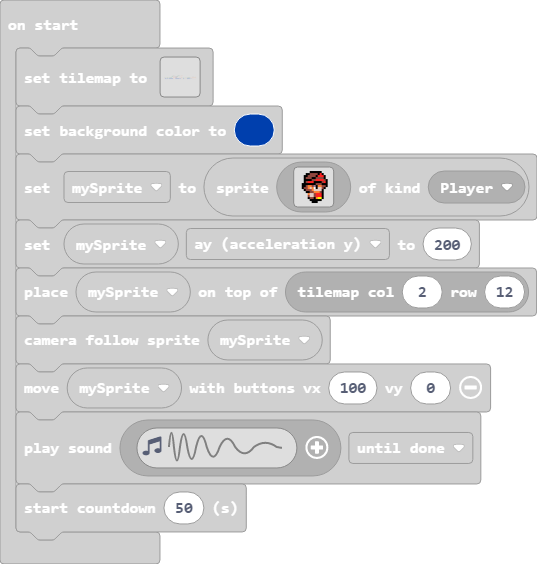 on start
set tilemap to
set background color to
set mySprite to sprite of kind Player
set mySprite ay (acceleration y) to 200
place mySprite on top of tilemap col 2 row 12
camera follow sprite mySprite
move mySprite with buttons vx 100 vy 0
play sound until done
start countdown 50 (s)